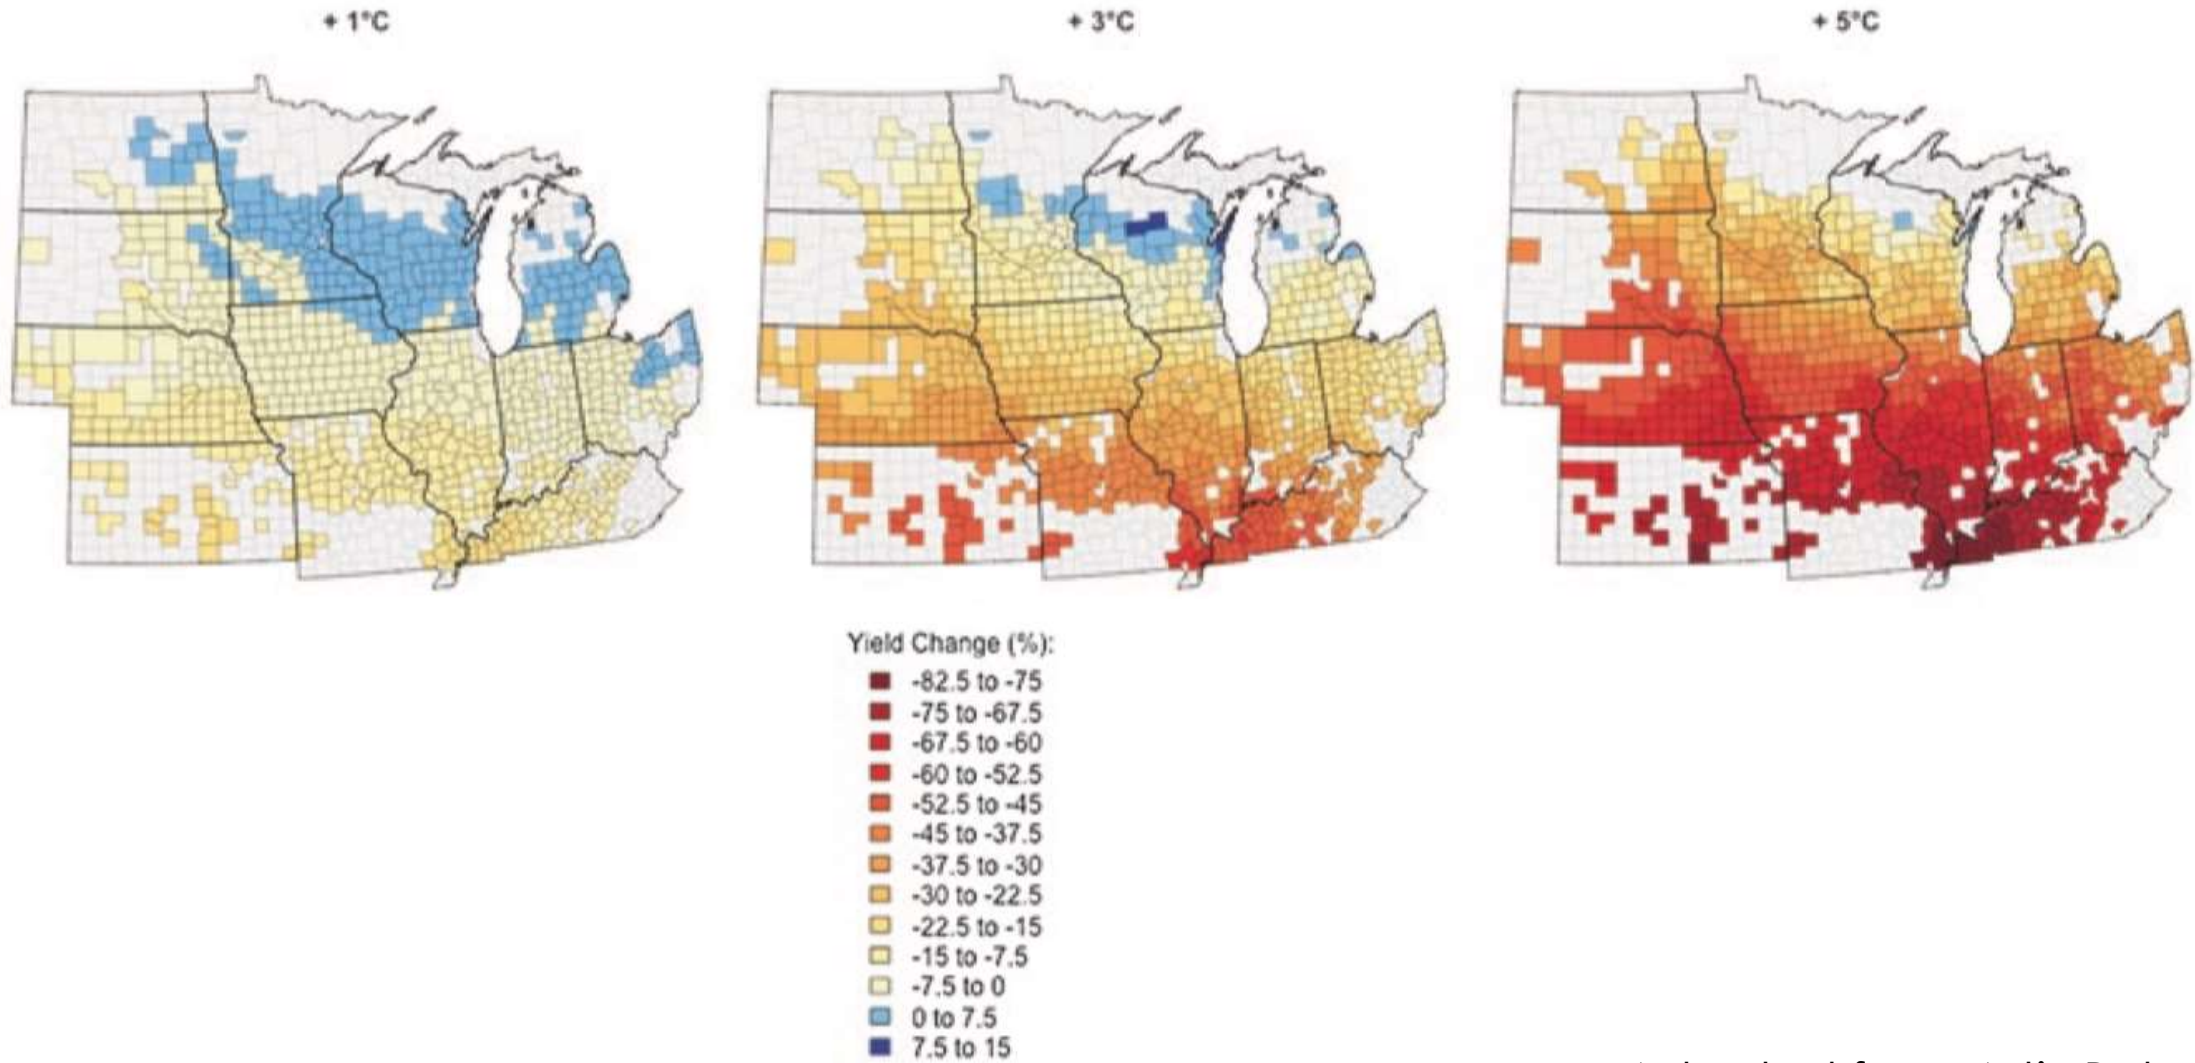 + 1°C
+ 3°C
+ 5°C
Yield Change (%):
-82.5 to -75
-75 to -67.5
-67.5 to -60
-60 to -52.5
-52.5 to -45
-45 to -37.5
-37.5 to -30
-30 to -22.5
-22.5 to -15
-15 to -7.5
-7.5 to 0
0 to 7.5
7.5 to 15